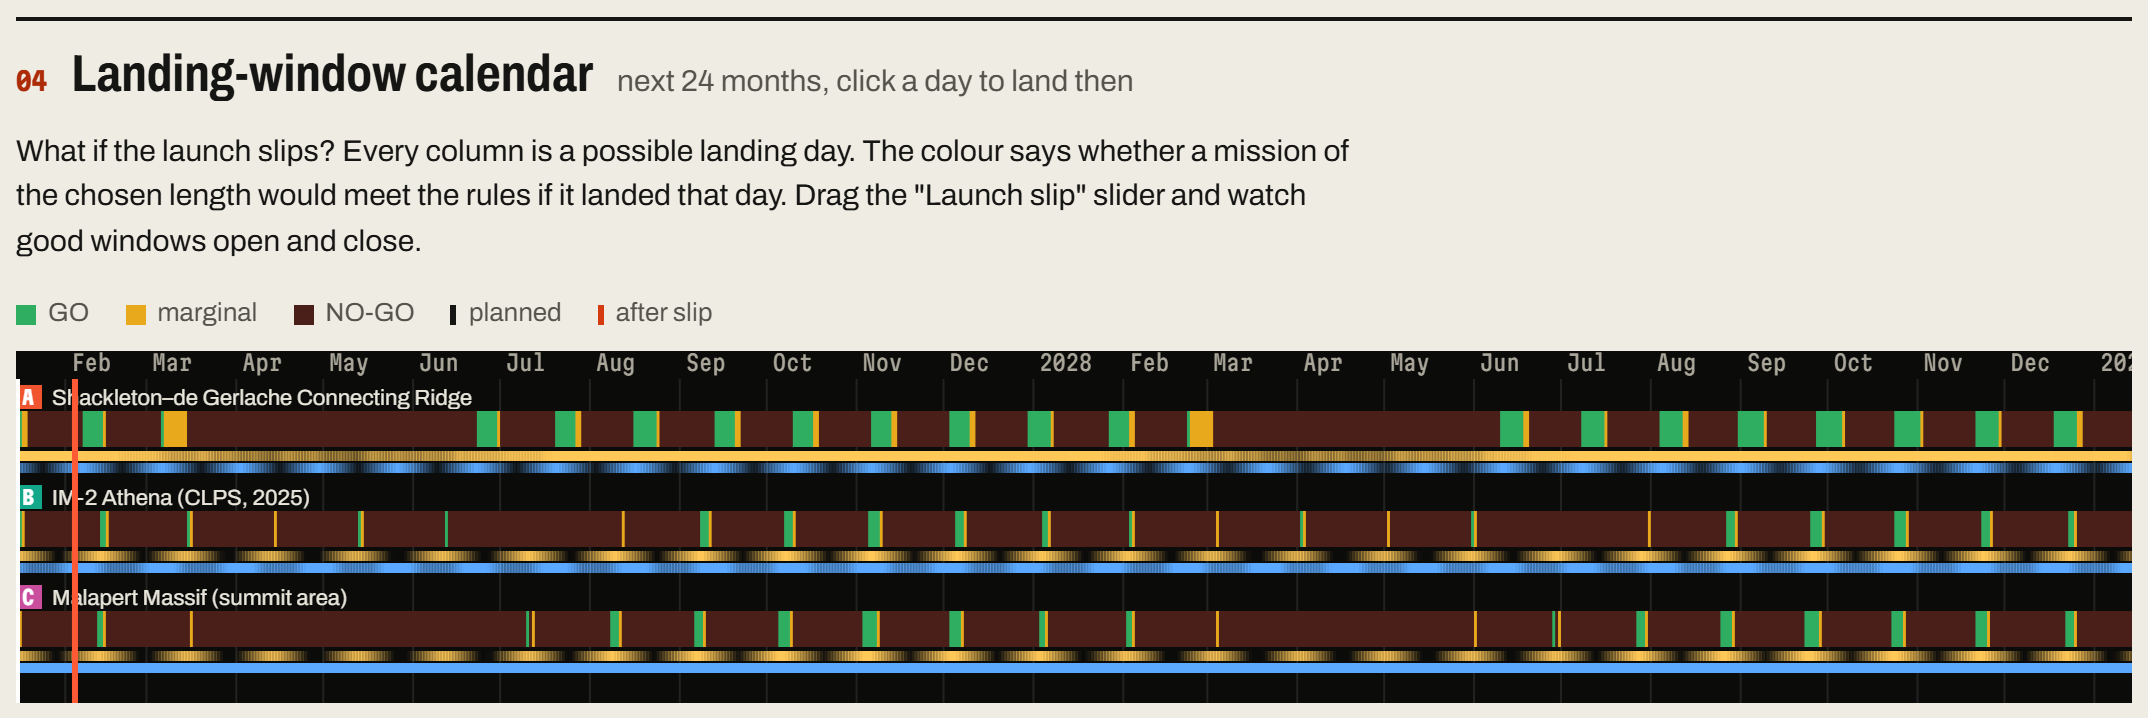 04 Landing-window calendar next 24 months, click a day to land then
What if the launch slips? Every column is a possible landing day. The colour says whether a mission of
the chosen length would meet the rules if it landed that day. Drag the "Launch slip" slider and watch
good windows open and close.
GO marginal NO-GO planned after slip
Feb Mar Apr May Jun Jul Aug Sep Oct Nov Dec 2028 Feb Mar Apr May Jun Jul Aug Sep Oct Nov Dec 202
A Shackleton–de Gerlache Connecting Ridge
B IM-2 Athena (CLPS, 2025)
C Malapert Massif (summit area)